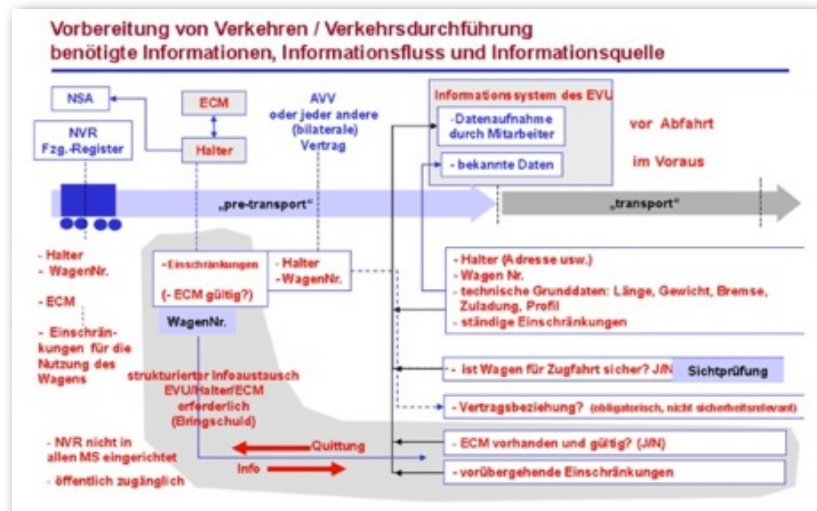 Vorbereitung von Verkehren / Verkehrsdurchführung
benötigte Informationen, Informationsfluss und Informationsquelle
NSA
ECM
AVV
oder jeder andere
(bilaterale)
Vertrag
Informationssystem des EVU
-Datenaufnahme
durch Mitarbeiter
vor Abfahrt
NVR
Fzg.-Register
Halter
- bekannte Daten
im Voraus
„pre-transport“
„transport“
- Halter
- WagenNr.
- ECM
- Einschrän-
kungen für die
Nutzung des
Wagens
-Einschränkungen
(- ECM gültig?)
- Halter
-WagenNr.
WagenNr.
- Halter (Adresse usw.)
- Wagen Nr.
- technische Grunddaten: Länge, Gewicht, Bremse,
Zuladung, Profil
- ständige Einschränkungen
strukturierter Infoaustausch
EVU/Halter/ECM
erforderlich
(Bringschuld)
- ist Wagen für Zugfahrt sicher? J/N
Sichtprüfung
- Vertragsbeziehung? (obligatorisch, nicht sicherheitsrelevant)
- NVR nicht in
allen MS eingerichtet
- öffentlich zugänglich
Quittung
Info
- ECM vorhanden und gültig? (J/N)
- vorübergehende Einschränkungen